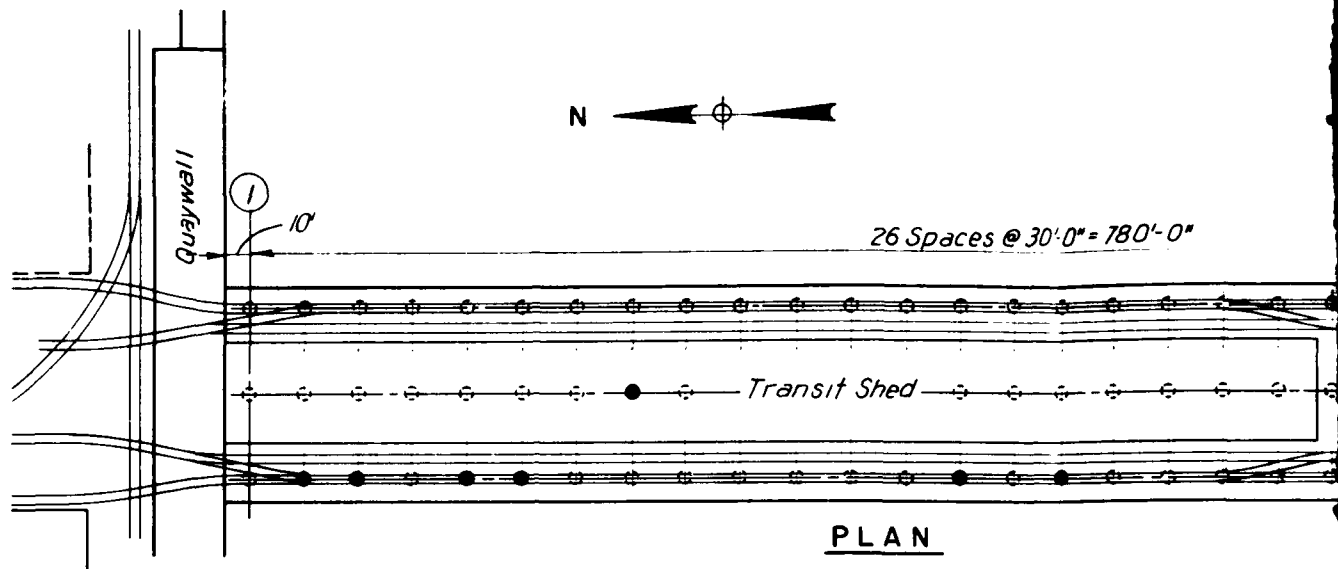 N
Quaywall
1
10'
26 Spaces @ 30'-0" = 780'-0"
Transit Shed
PLAN